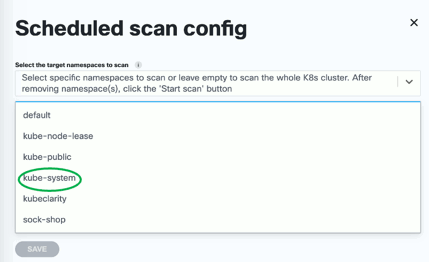 Scheduled scan config
Select the target namespaces to scan
Select specific namespaces to scan or leave empty to scan the whole K8s cluster. After
removing namespace(s), click the 'Start scan' button
default
kube-node-lease
kube-public
kube-system
kubeclarity
sock-shop
SAVE